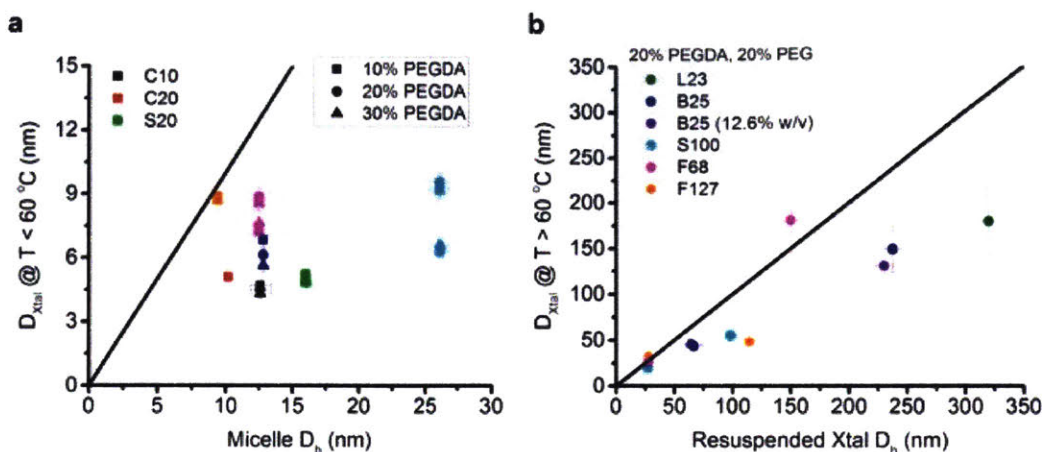 a
15
12
9
6
3
0
0 5 10 15 20 25 30
D_Xtal @ T < 60 °C (nm)
Micelle D_h (nm)
C10
C20
S20
10% PEGDA
20% PEGDA
30% PEGDA
b
350
300
250
200
150
100
50
0
0 50 100 150 200 250 300 350
D_Xtal @ T > 60 °C (nm)
Resuspended Xtal D_h (nm)
20% PEGDA, 20% PEG
L23
B25
B25 (12.6% w/v)
S100
F68
F127